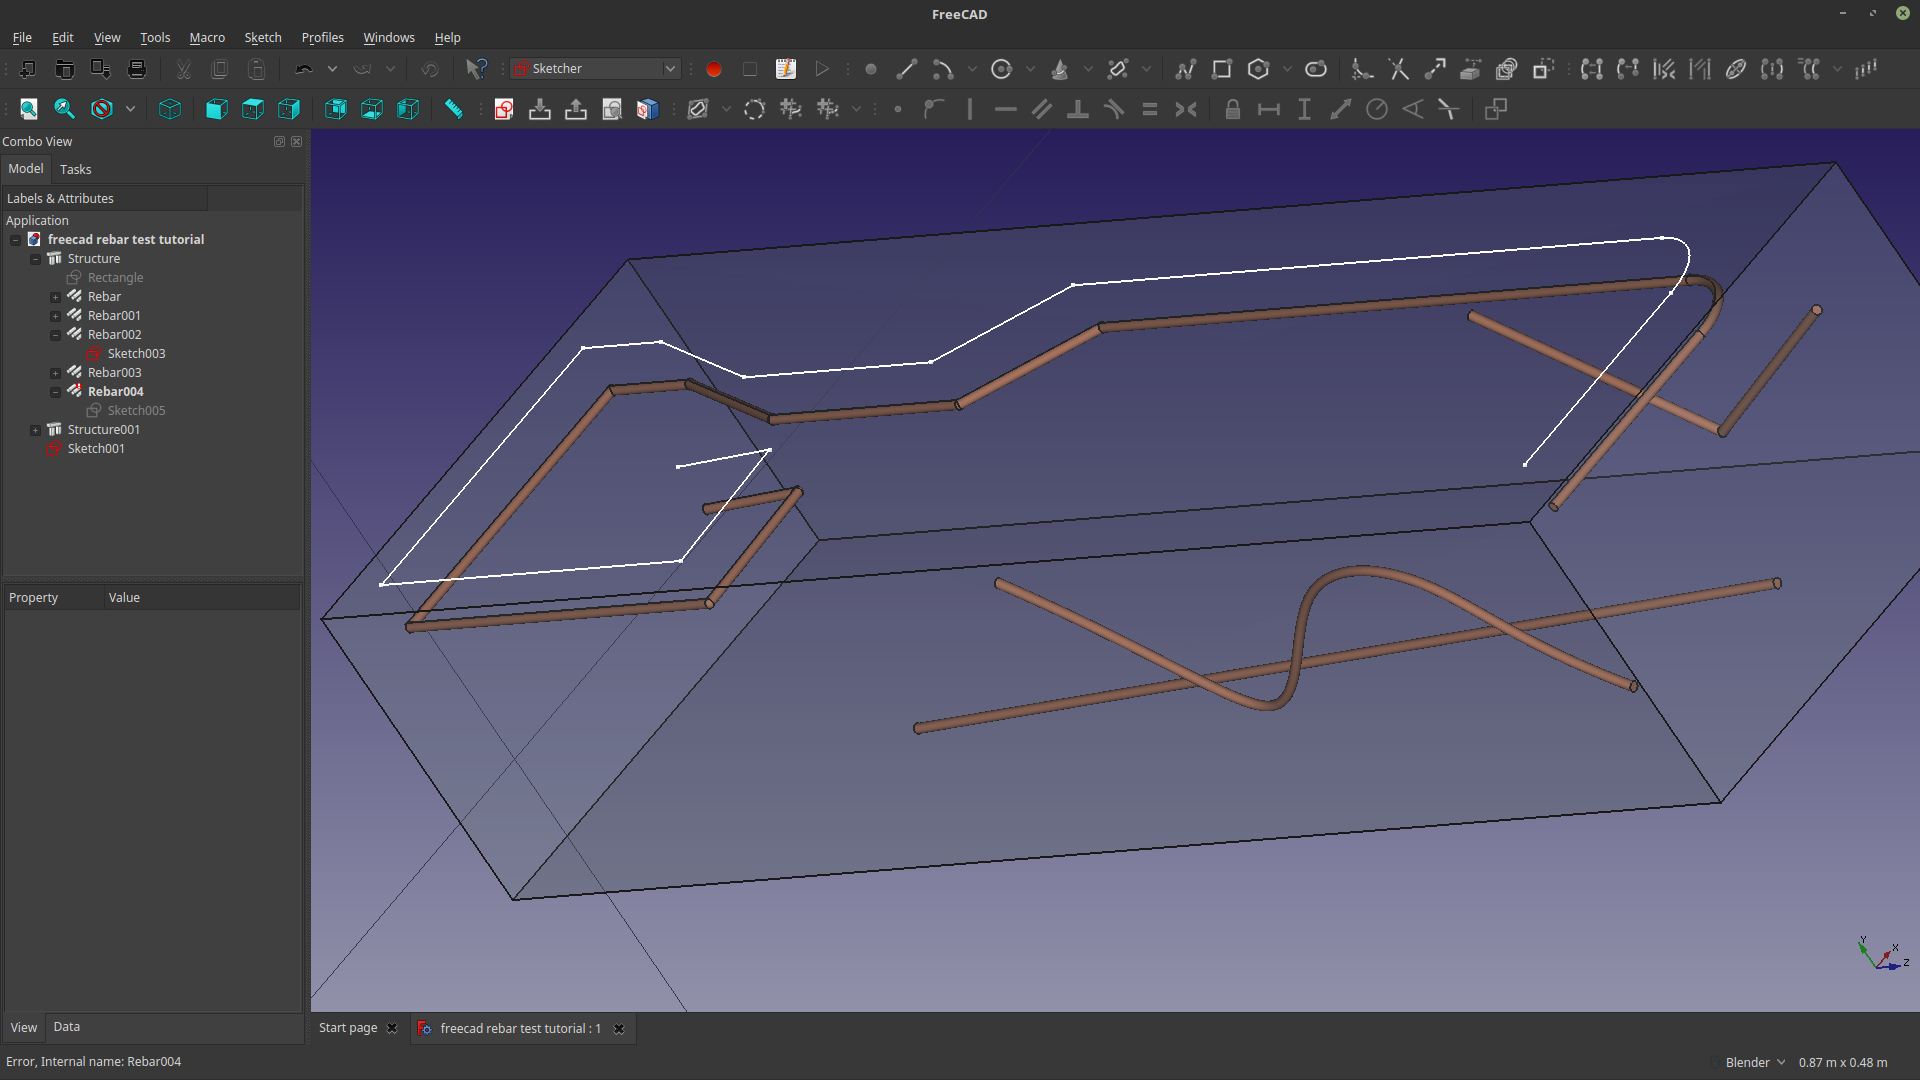 FreeCAD
File Edit View Tools Macro Sketch Profiles Windows Help
Sketcher
Combo View
Model Tasks
Labels & Attributes
Application
freecad rebar test tutorial
Structure
Rectangle
Rebar
Rebar001
Rebar002
Sketch003
Rebar003
Rebar004
Sketch005
Structure001
Sketch001
Property Value
Y
X
Z
View Data
Start page
freecad rebar test tutorial : 1
Error, Internal name: Rebar004
Blender
0.87 m x 0.48 m